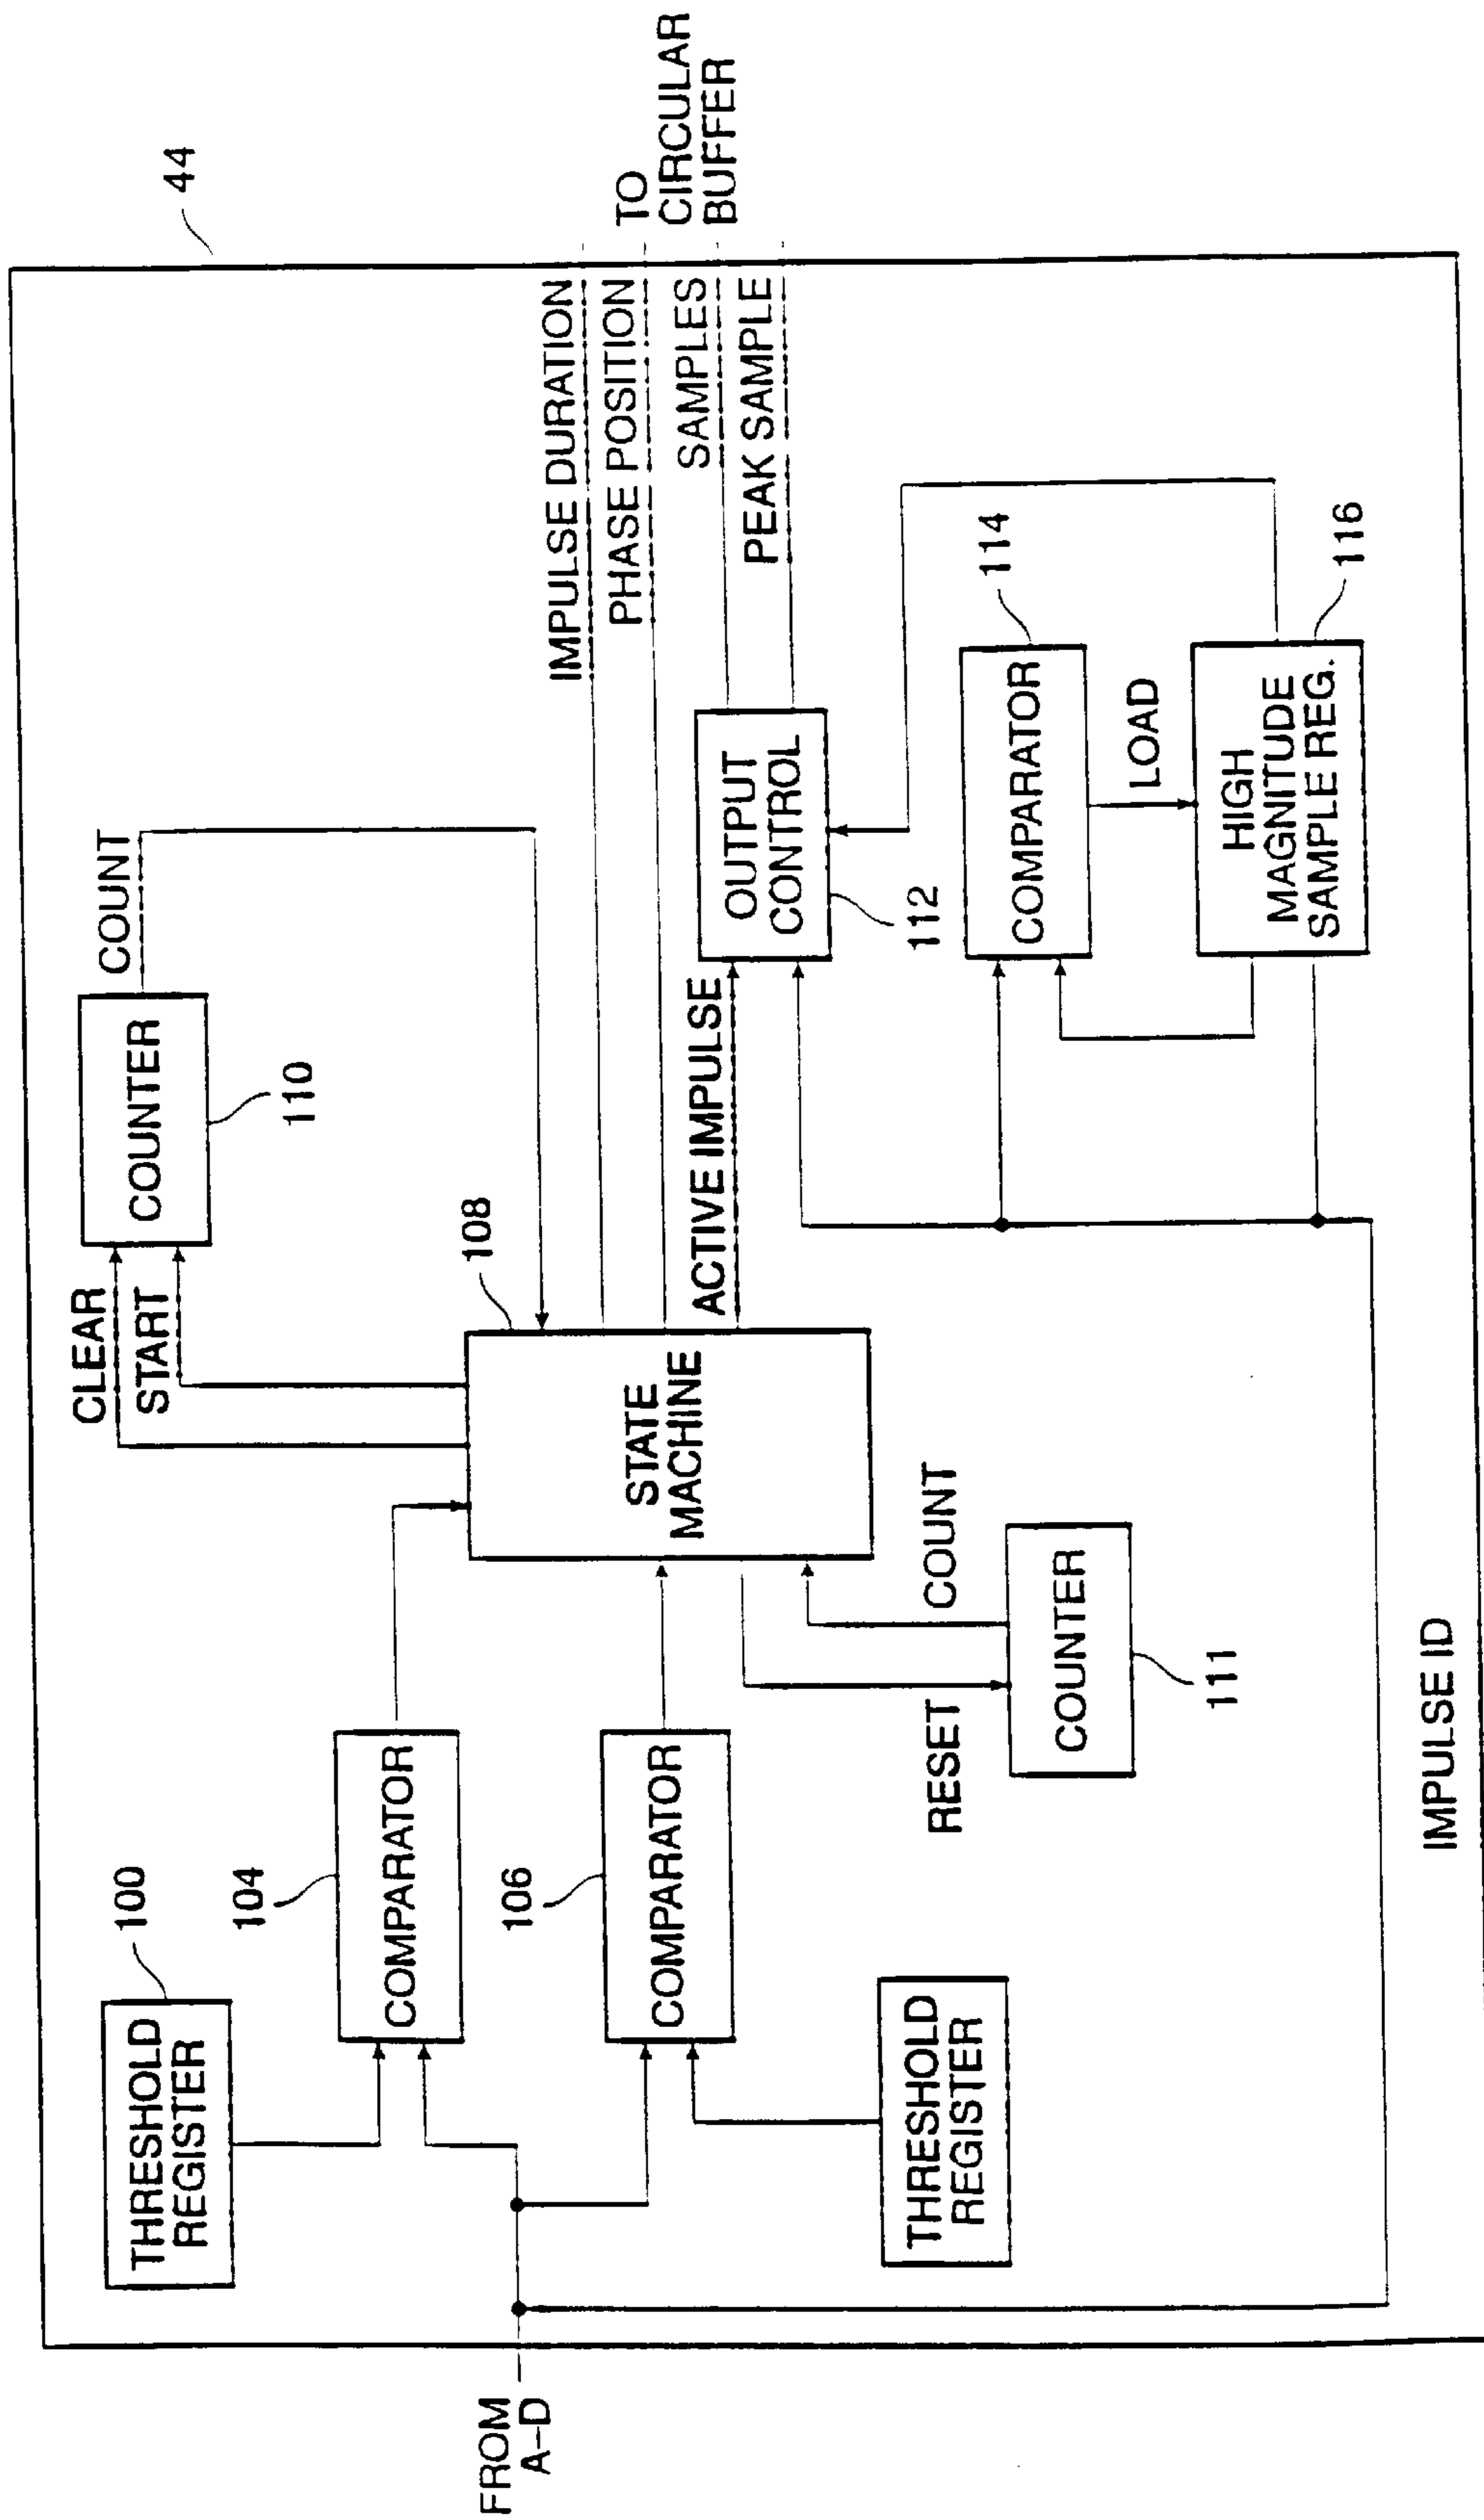 44
CLEAR
START
COUNTER
110
COUNT
THRESHOLD
REGISTER
100
104
COMPARATOR
106
COMPARATOR
THRESHOLD
REGISTER
FROM
A–D
108
STATE
MACHINE
RESET
COUNT
COUNTER
111
IMPULSE DURATION
PHASE POSITION
SAMPLES
PEAK SAMPLE
TO
CIRCULAR
BUFFER
ACTIVE IMPULSE
OUTPUT
CONTROL
112
COMPARATOR
114
LOAD
HIGH
MAGNITUDE
SAMPLE REG.
116
IMPULSE ID